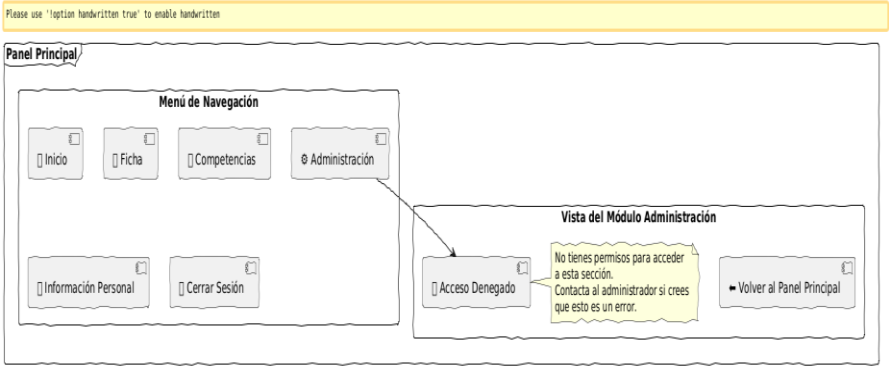 Please use '!option handwritten true' to enable handwritten
Panel Principal
Menú de Navegación
Inicio
Ficha
Competencias
⚙ Administración
Información Personal
Cerrar Sesión
Vista del Módulo Administración
Acceso Denegado
No tienes permisos para acceder
a esta sección.
Contacta al administrador si crees
que esto es un error.
⬅ Volver al Panel Principal